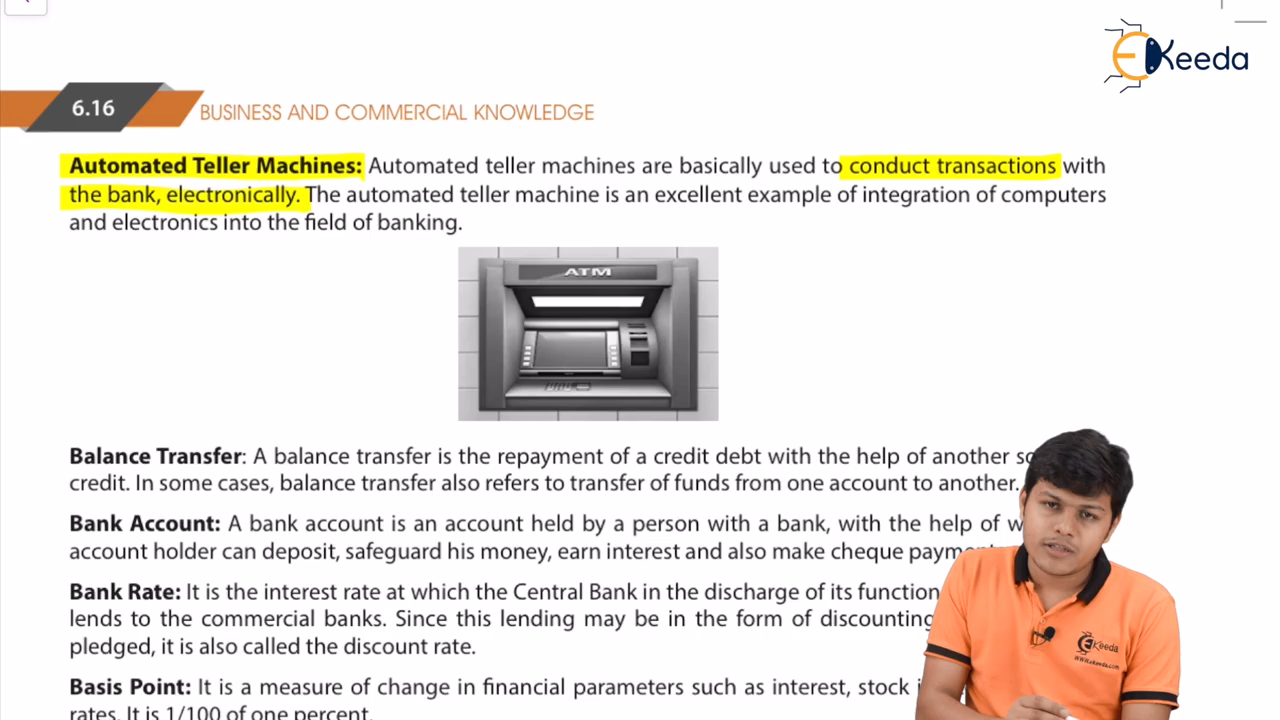 EKeeda
6.16
BUSINESS AND COMMERCIAL KNOWLEDGE
Automated Teller Machines: Automated teller machines are basically used to conduct transactions with
the bank, electronically. The automated teller machine is an excellent example of integration of computers
and electronics into the field of banking.
ATM
Balance Transfer: A balance transfer is the repayment of a credit debt with the help of another
credit. In some cases, balance transfer also refers to transfer of funds from one account to another.
Bank Account: A bank account is an account held by a person with a bank, with the help of
account holder can deposit, safeguard his money, earn interest and also make cheque
Bank Rate: It is the interest rate at which the Central Bank in the discharge of its function
lends to the commercial banks. Since this lending may be in the form of discounting
pledged, it is also called the discount rate.
Basis Point: It is a measure of change in financial parameters such as interest, stock
rates. It is 1/100 of one percent.
EKeeda
www.ekeeda.com